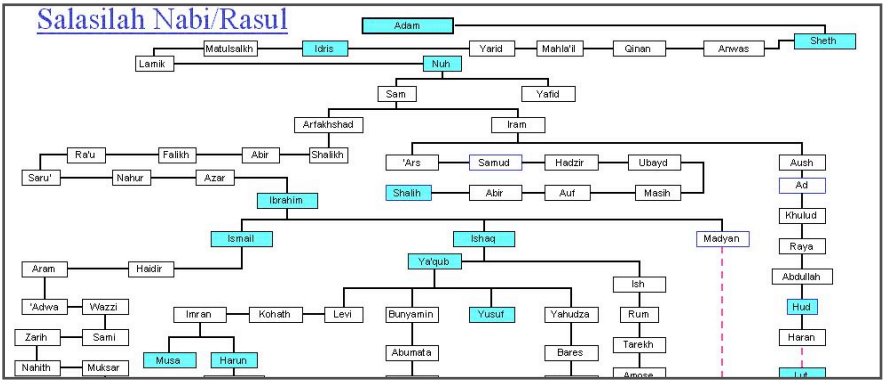 Salasilah Nabi/Rasul
Adam
Matulsalkh Idris Yarid Mahla'il Qinan Anwas Sheth
Lamik Nuh
Sam Yafid
Arfakhshad Iram
Ra'u Falikh Abir Shalikh 'Ars Samud Hadzir Ubayd Aush
Saru' Nahur Azar Shalih Abir Auf Masih Ad
Ibrahim Khulud
Ismail Ishaq Madyan Raya
Aram Haidir Ya'qub Abdullah
Ish
'Adwa Wazzi Imran Kohath Levi Bunyamin Yusuf Yahudza Rum Hud
Zarih Sami Tarekh Haran
Nahith Muksar Musa Harun Abumata Bares Amose Lut